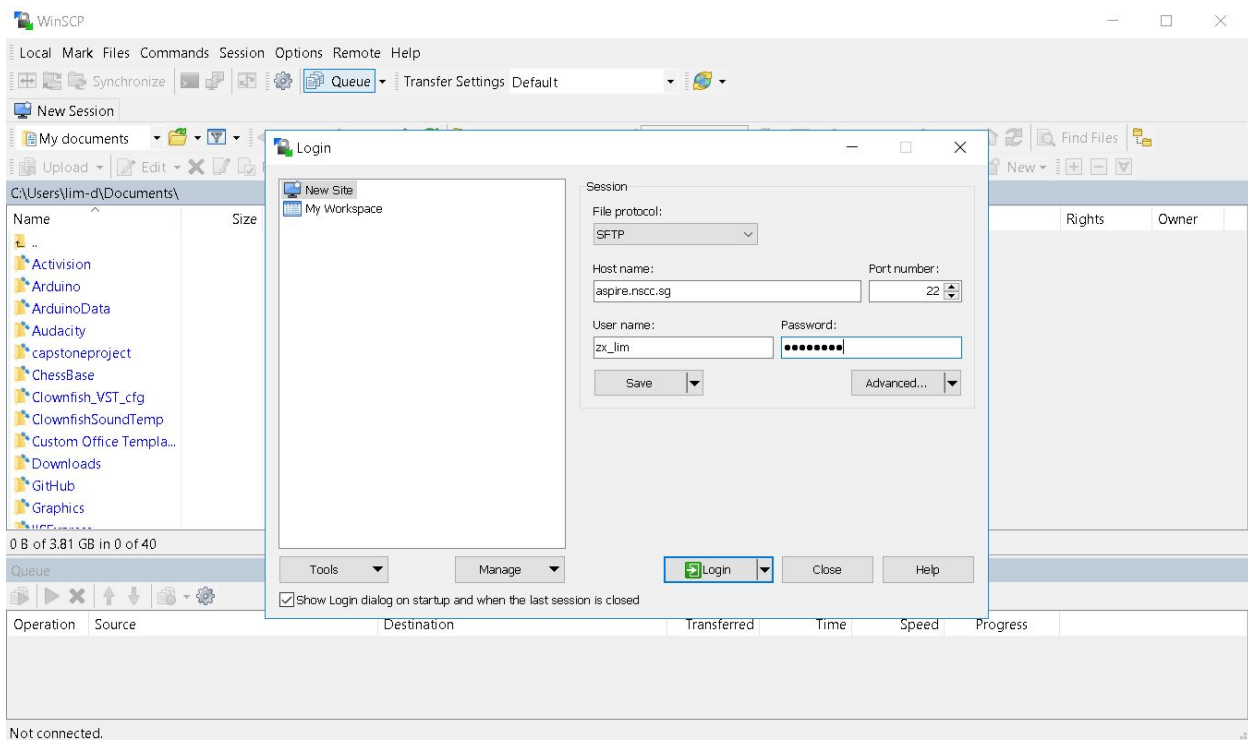 WinSCP
Local Mark Files Commands Session Options Remote Help
Synchronize Queue Transfer Settings Default
New Session
My documents Find Files
Upload Edit New
C:\Users\lim-d\Documents\
Name Size Rights Owner
..
Activision
Arduino
ArduinoData
Audacity
capstoneproject
ChessBase
Clownfish_VST_cfg
ClownfishSoundTemp
Custom Office Templa...
Downloads
GitHub
Graphics
0 B of 3.81 GB in 0 of 40
Login
New Site
My Workspace
Session
File protocol:
SFTP
Host name: Port number:
aspire.nscc.sg 22
User name: Password:
zx_lim ●●●●●●●●
Save Advanced...
Tools Manage Login Close Help
Show Login dialog on startup and when the last session is closed
Queue
Operation Source Destination Transferred Time Speed Progress
Not connected.